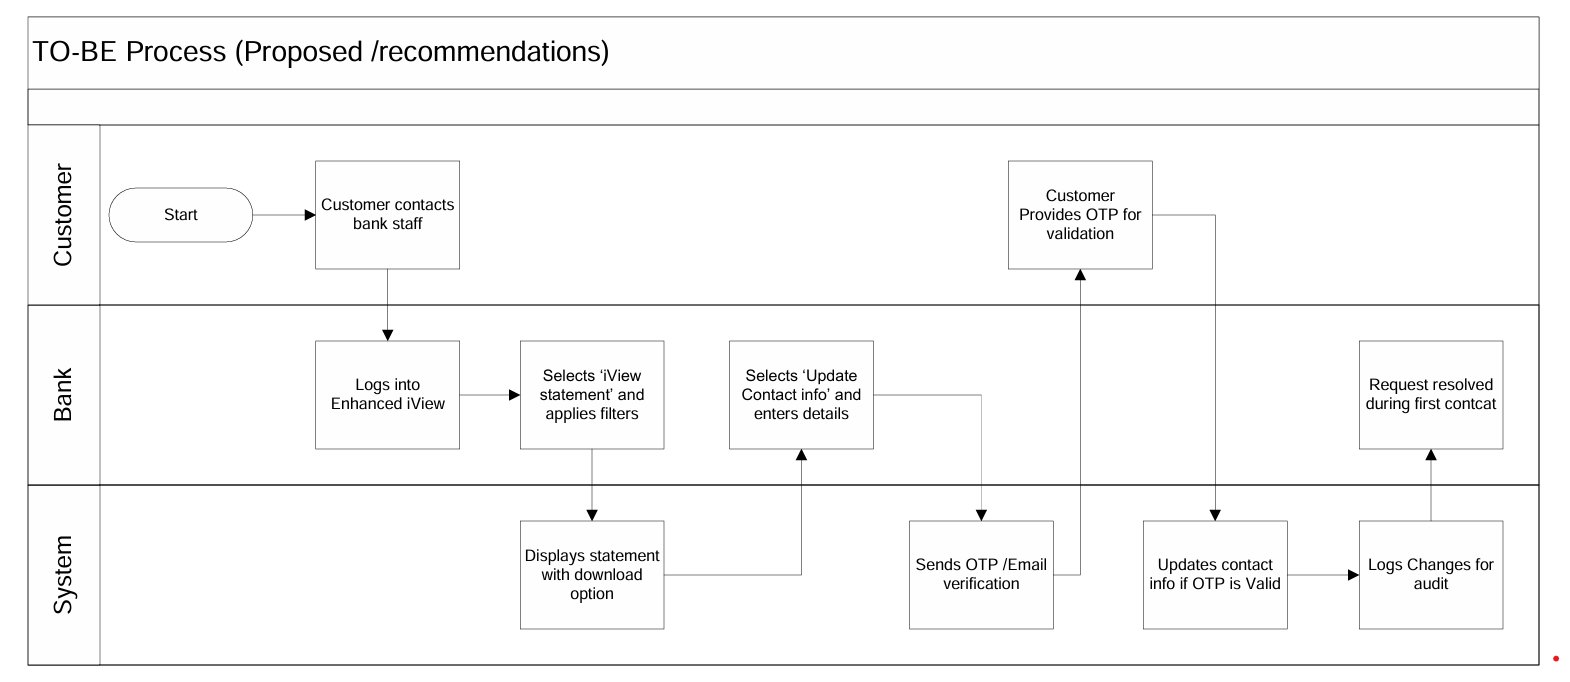 TO-BE Process (Proposed /recommendations)
Customer
Start
Customer contacts
bank staff
Customer
Provides OTP for
validation
Bank
Logs into
Enhanced iView
Selects ‘iView
statement’ and
applies filters
Selects ‘Update
Contact info’ and
enters details
Request resolved
during first contcat
System
Displays statement
with download
option
Sends OTP /Email
verification
Updates contact
info if OTP is Valid
Logs Changes for
audit